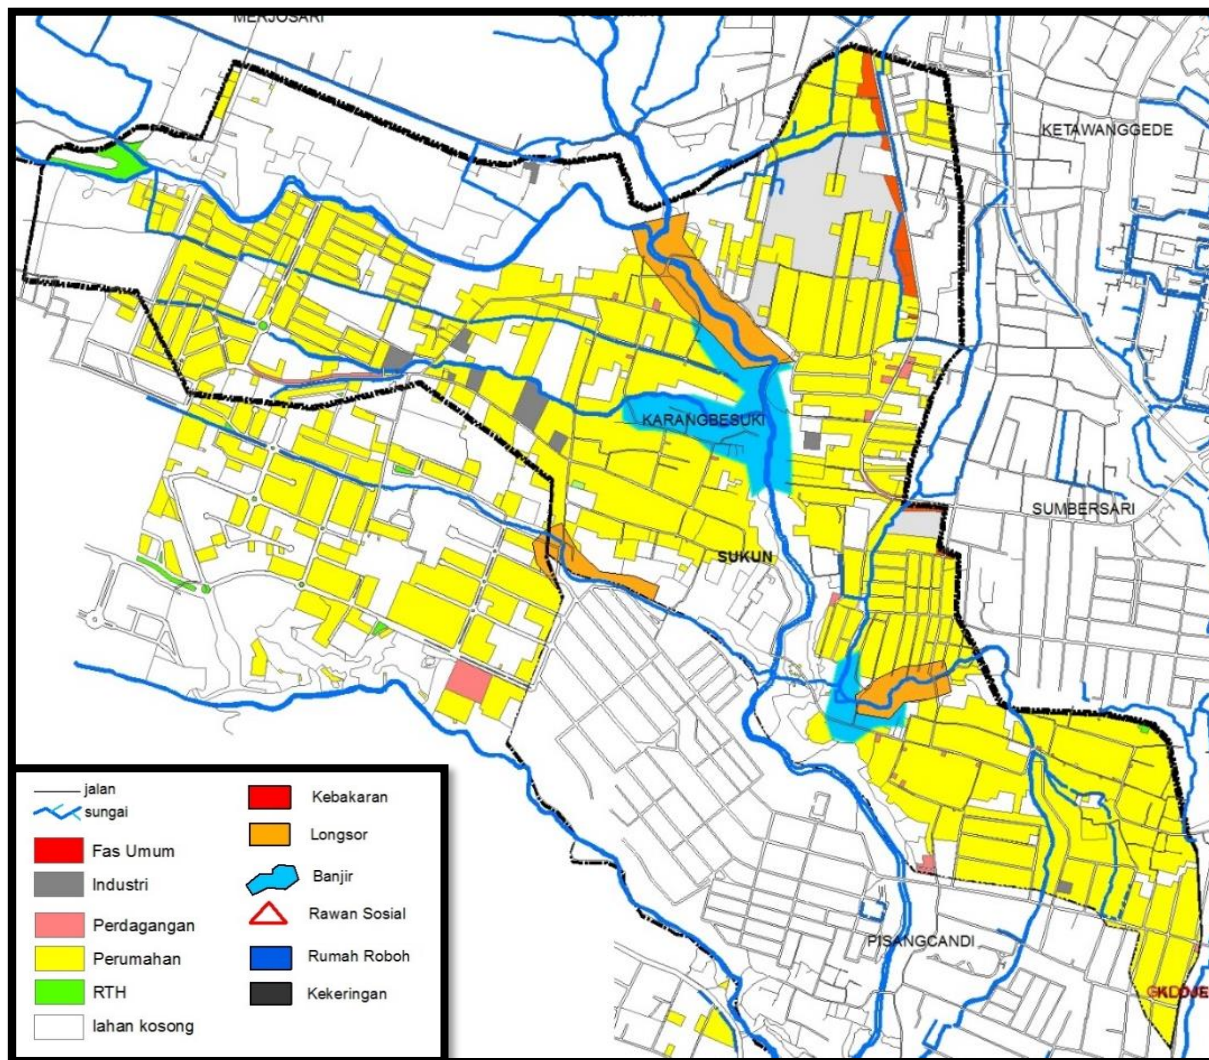 MERJOSARI
KETAWANGGEDE
KARANGBESUKI
SUMBERSARI
SUKUN
PISANGCANDI
jalan
sungai
Fas Umum
Industri
Perdagangan
Perumahan
RTH
lahan kosong
Kebakaran
Longsor
Banjir
Rawan Sosial
Rumah Roboh
Kekeringan